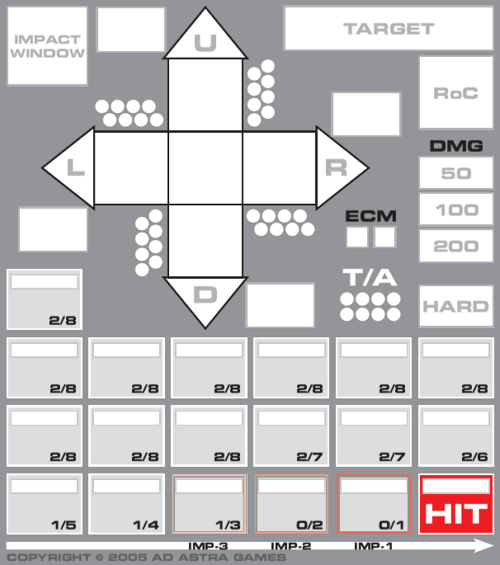 IMPACT
WINDOW
U
TARGET
RoC
L
R
DMG
50
ECM
100
200
D
T/A
HARD
2/8
2/8 2/8 2/8 2/8 2/8 2/8
2/8 2/8 2/8 2/7 2/7 2/6
1/5 1/4 1/3 0/2 0/1 HIT
IMP-3 IMP-2 IMP-1
COPYRIGHT © 2005 AD ASTRA GAMES